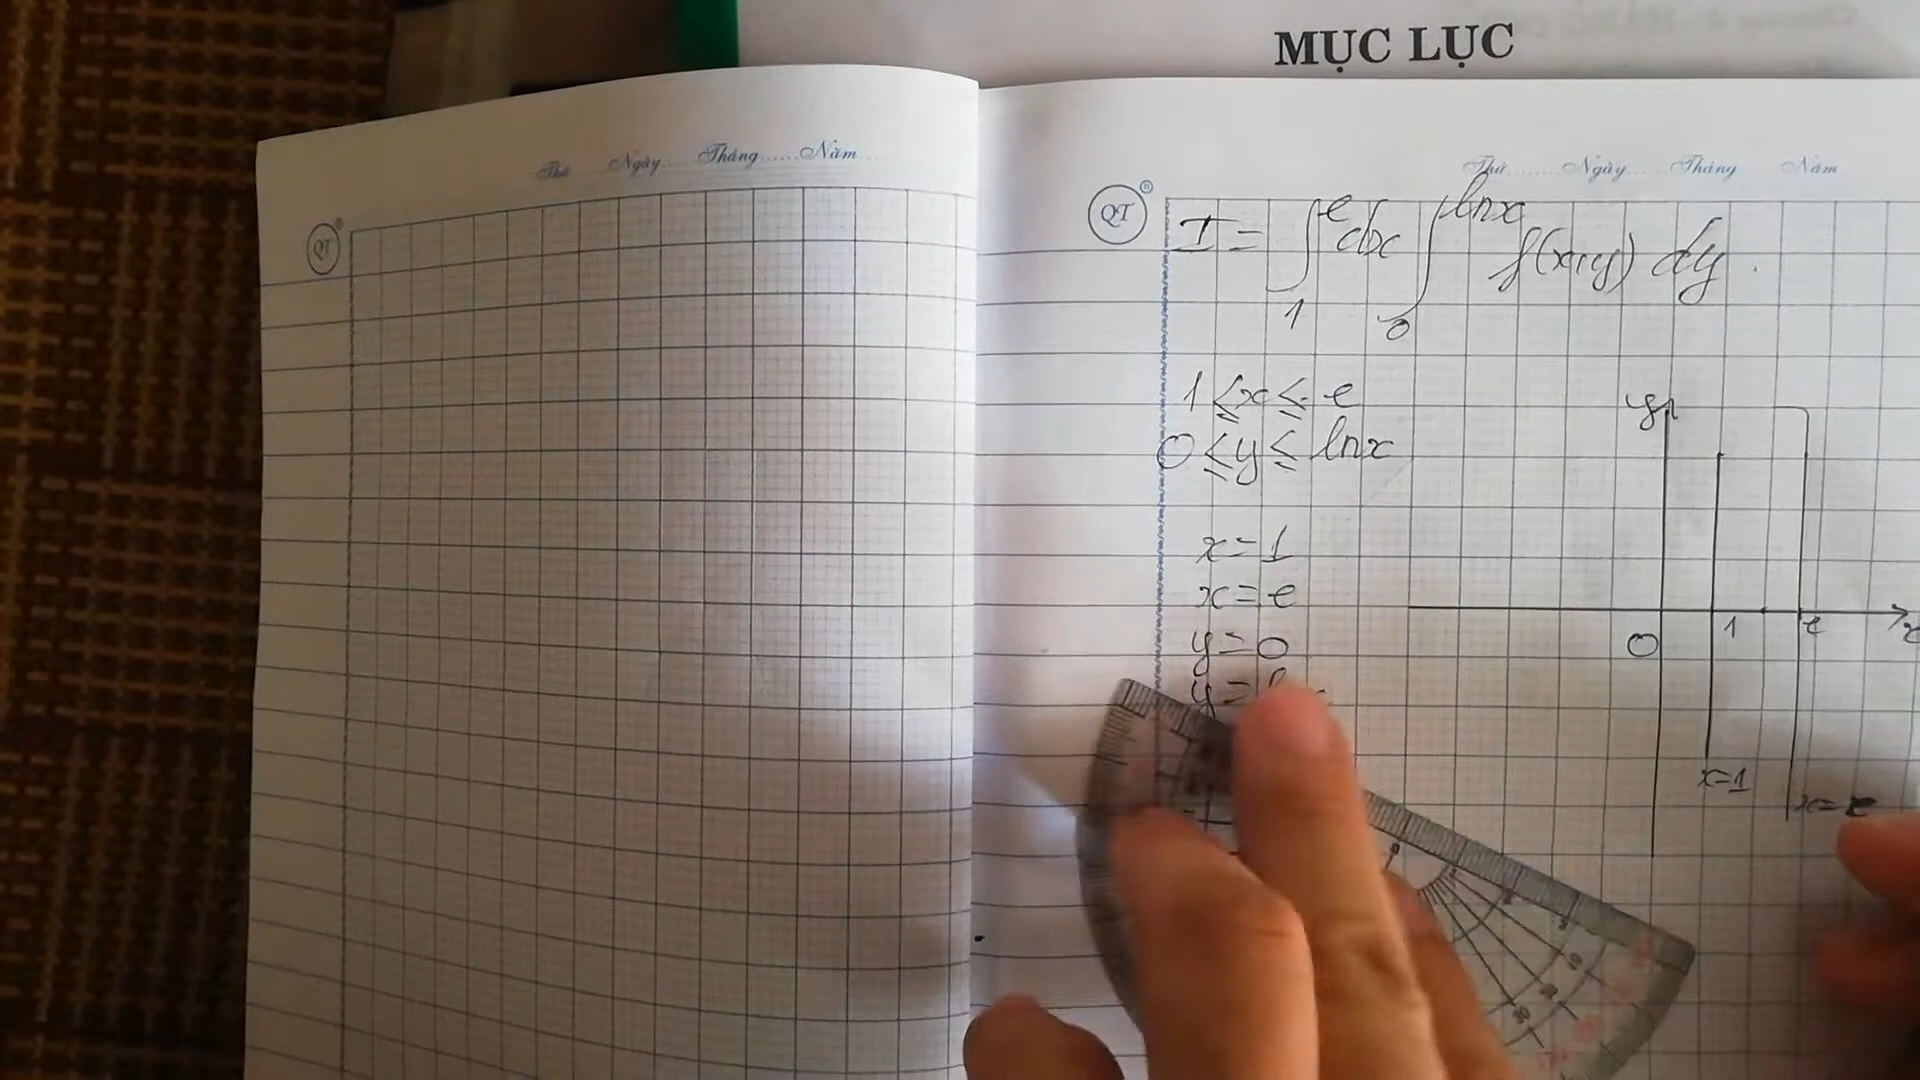 MỤC LỤC
Thứ Ngày Tháng Năm
QT
Thứ Ngày Tháng Năm
QT
I = ∫₁ᵉ dx ∫₀^{lnx} f(x,y) dy.
1 ≤ x ≤ e
0 ≤ y ≤ lnx
x = 1
x = e
y = 0
y =
y
O 1 e x
x=1
x=e